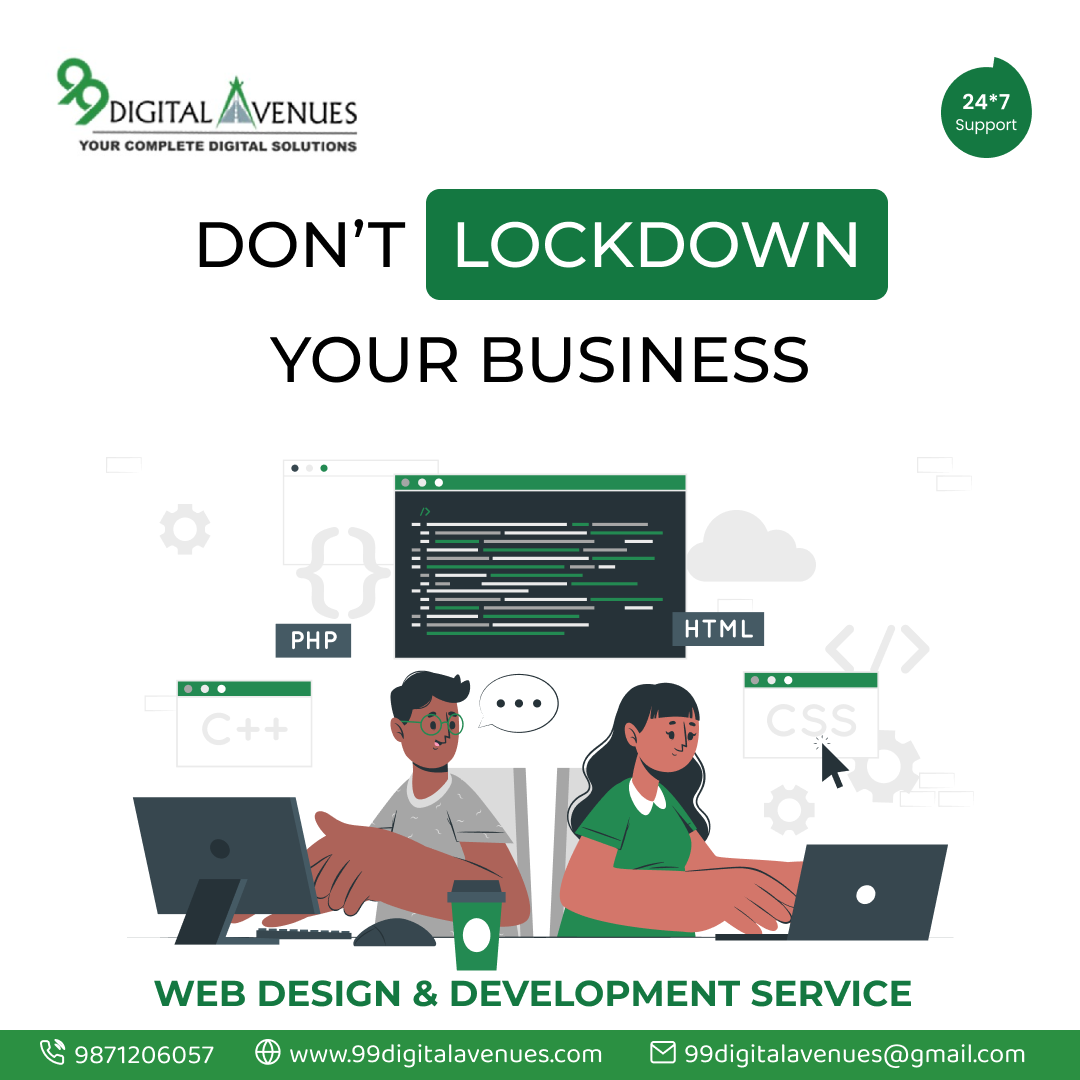 99 DIGITAL AVENUES
YOUR COMPLETE DIGITAL SOLUTIONS
24*7
Support
DON’T LOCKDOWN
YOUR BUSINESS
</>
{}
PHP
HTML
</>
C++
CSS
WEB DESIGN & DEVELOPMENT SERVICE
9871206057 www.99digitalavenues.com 99digitalavenues@gmail.com